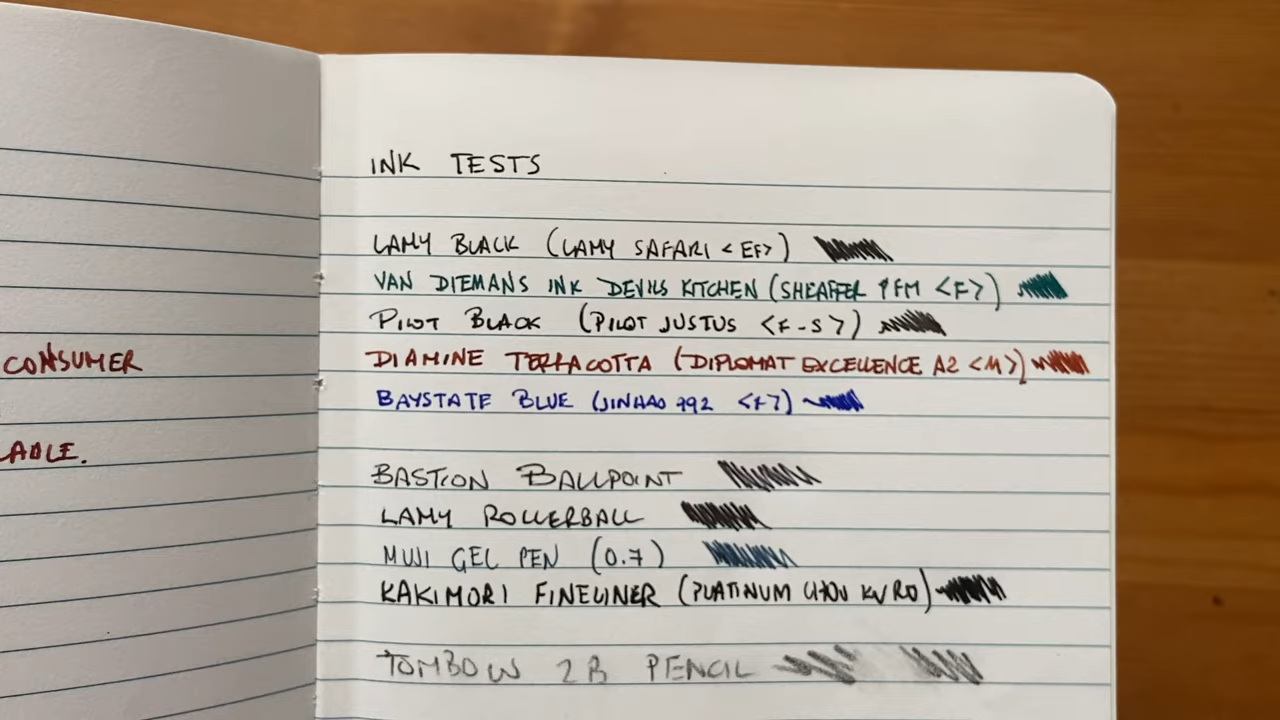 CONSUMER
ABLE.
INK TESTS
LAMY BLACK (LAMY SAFARI <EF>)
VAN DIEMANS INK DEVILS KITCHEN (SHEAFFER PFM <F>)
PILOT BLACK (PILOT JUSTUS <F-S>)
DIAMINE TERRACOTTA (DIPLOMAT EXCELLENCE A2 <M>)
BAYSTATE BLUE (JINHAO 992 <F>)
BASTION BALLPOINT
LAMY ROLLERBALL
MUJI GEL PEN (0.7)
KAKIMORI FINELINER (PLATINUM CHOU KURO)
TOMBOW 2B PENCIL